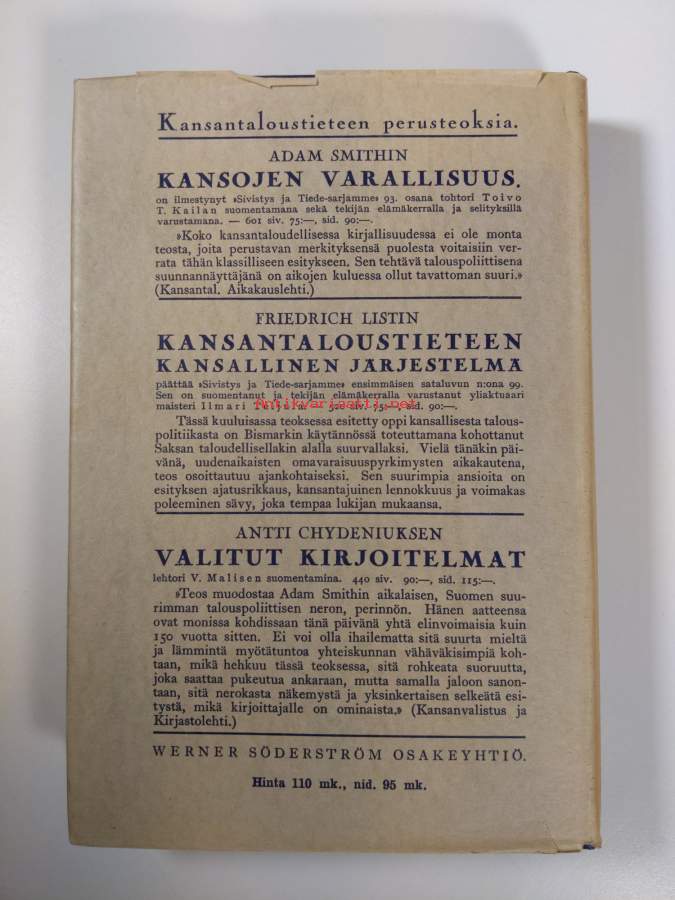 Kansantaloustieteen perusteoksia.
ADAM SMITHIN
KANSOJEN VARALLISUUS.
on ilmestynyt »Sivistys ja Tiede-sarjamme» 93. osana tohtori Toivo
T. Kailan suomentamana sekä tekijän elämäkerralla ja selityksillä
varustamana. — 601 siv. 75:—, sid. 90:—.
»Koko kansantaloudellisessa kirjallisuudessa ei ole monta
teosta, joita perustavan merkityksensä puolesta voitaisiin ver-
rata tähän klassilliseen esitykseen. Sen tehtävä talouspoliittisena
suunnannäyttäjänä on aikojen kuluessa ollut tavattoman suuri.»
(Kansantal. Aikakauslehti.)
FRIEDRICH LISTIN
KANSANTALOUSTIETEEN
KANSALLINEN JÄRJESTELMÄ
päättää »Sivistys ja Tiede-sarjamme» ensimmäisen sataluvun n:ona 99.
Sen on suomentanut ja tekijän elämäkerralla varustanut yliaktuaari
maisteri Ilmari 520 siv. 75:—, sid. 90:—.
Antikvariaatti.com
Tässä kuuluisassa teoksessa esitetty oppi kansallisesta talous-
politiikasta on Bismarkin käytännössä toteuttamana kohottanut
Saksan taloudellisellakin alalla suurvallaksi. Vielä tänäkin päi-
vänä, uudenaikaisten omavaraisuuspyrkimysten aikakautena,
teos osoittautuu ajankohtaiseksi. Sen suurimpia ansioita on
esityksen ajatusrikkaus, kansantajuinen lennokkuus ja voimakas
poleeminen sävy, joka tempaa lukijan mukaansa.
ANTTI CHYDENIUKSEN
VALITUT KIRJOITELMAT
lehtori V. Malisen suomentamina. 440 siv. 90:—, sid. 115:—.
»Teos muodostaa Adam Smithin aikalaisen, Suomen suu-
rimman talouspoliittisen neron, perinnön. Hänen aatteensa
ovat monissa kohdissaan tänä päivänä yhtä elinvoimaisia kuin
150 vuotta sitten. Ei voi olla ihailematta sitä suurta mieltä
ja lämmintä myötätuntoa yhteiskunnan vähäväkisimpiä koh-
taan, mikä hehkuu tässä teoksessa, sitä rohkeata suoruutta,
joka saattaa pukeutua ankaraan, mutta samalla jaloon sanon-
taan, sitä nerokasta näkemystä ja yksinkertaisen selkeätä esi-
tystä, mikä kirjoittajalle on ominaista.» (Kansanvalistus ja
Kirjastolehti.)
WERNER SÖDERSTRÖM OSAKEYHTIÖ.
Hinta 110 mk., nid. 95 mk.